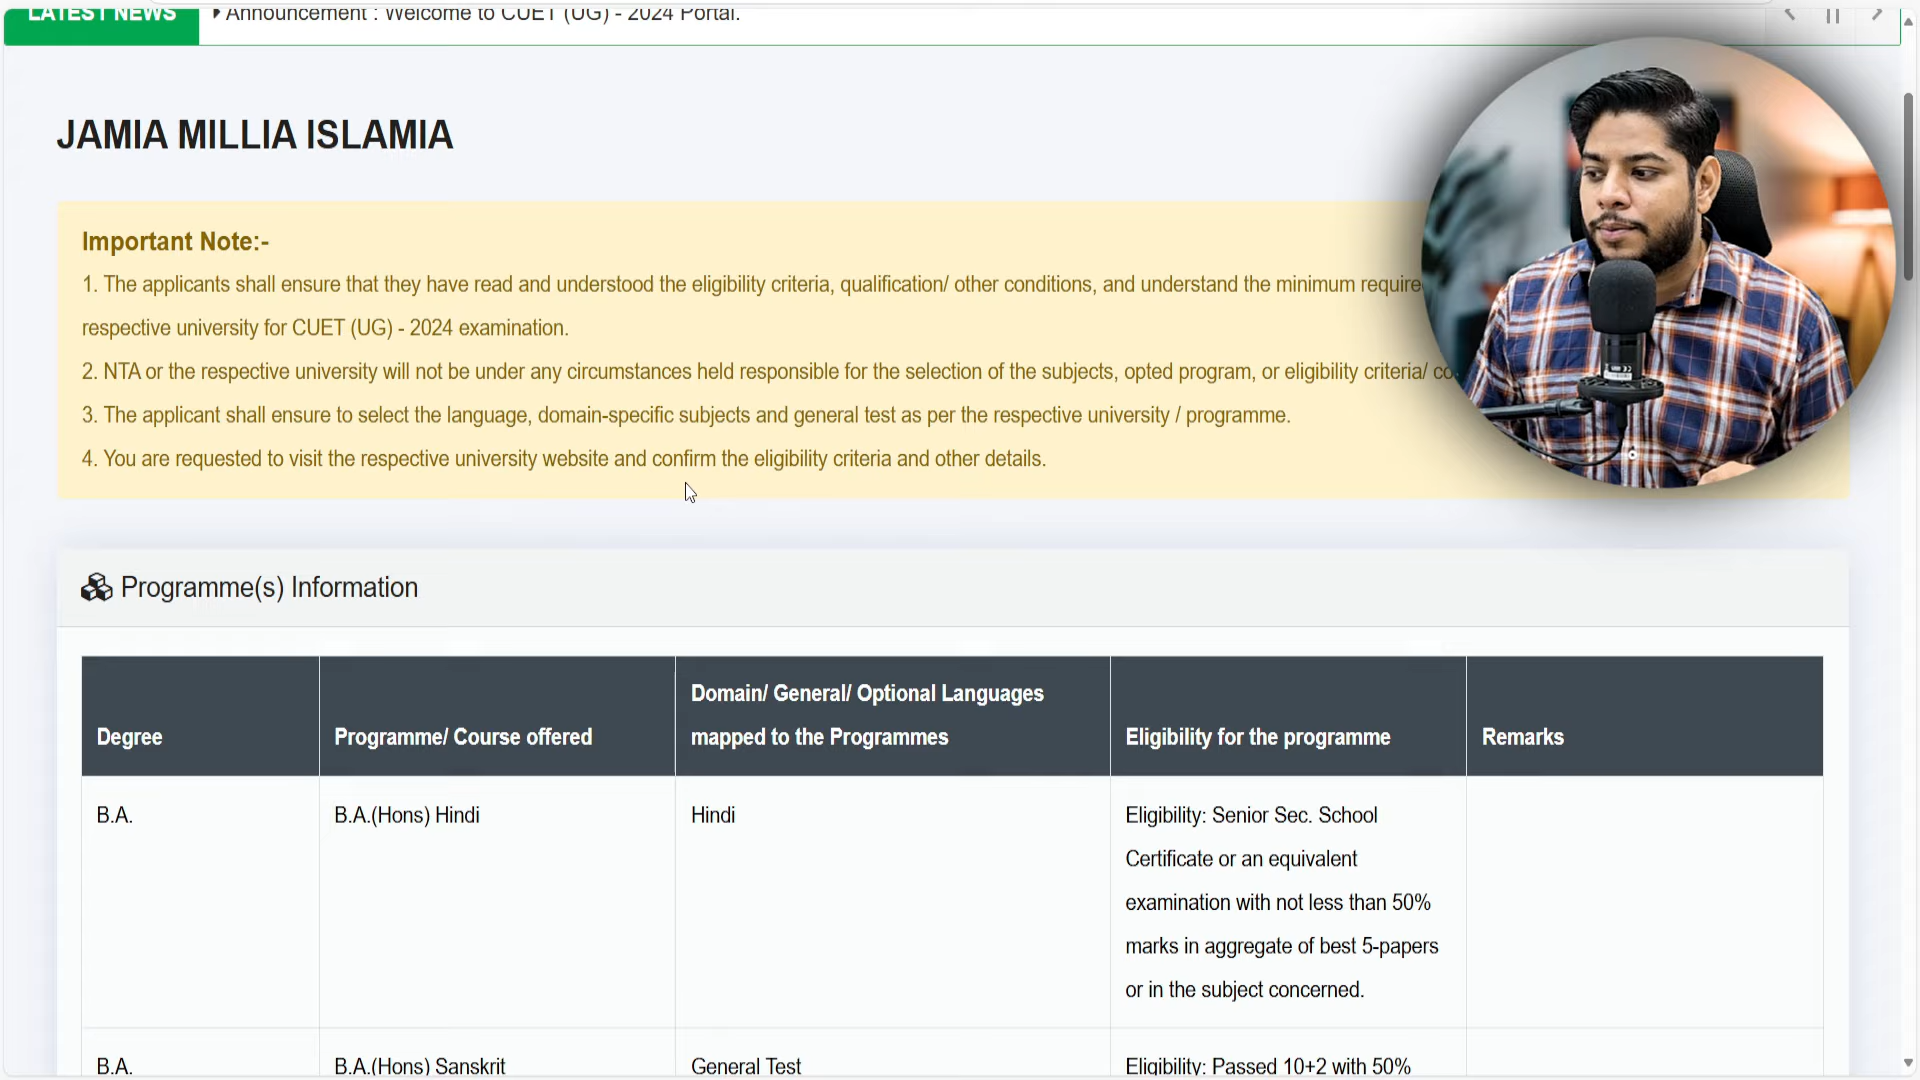 LATEST NEWS
Announcement : Welcome to CUET (UG) - 2024 Portal.
JAMIA MILLIA ISLAMIA
Important Note:-
1. The applicants shall ensure that they have read and understood the eligibility criteria, qualification/ other conditions, and understand the minimum require
respective university for CUET (UG) - 2024 examination.
2. NTA or the respective university will not be under any circumstances held responsible for the selection of the subjects, opted program, or eligibility criteria/ co
3. The applicant shall ensure to select the language, domain-specific subjects and general test as per the respective university / programme.
4. You are requested to visit the respective university website and confirm the eligibility criteria and other details.
Programme(s) Information
Degree
Programme/ Course offered
Domain/ General/ Optional Languages
mapped to the Programmes
Eligibility for the programme
Remarks
B.A.
B.A.(Hons) Hindi
Hindi
Eligibility: Senior Sec. School
Certificate or an equivalent
examination with not less than 50%
marks in aggregate of best 5-papers
or in the subject concerned.
B.A.
B.A.(Hons) Sanskrit
General Test
Eligibility: Passed 10+2 with 50%